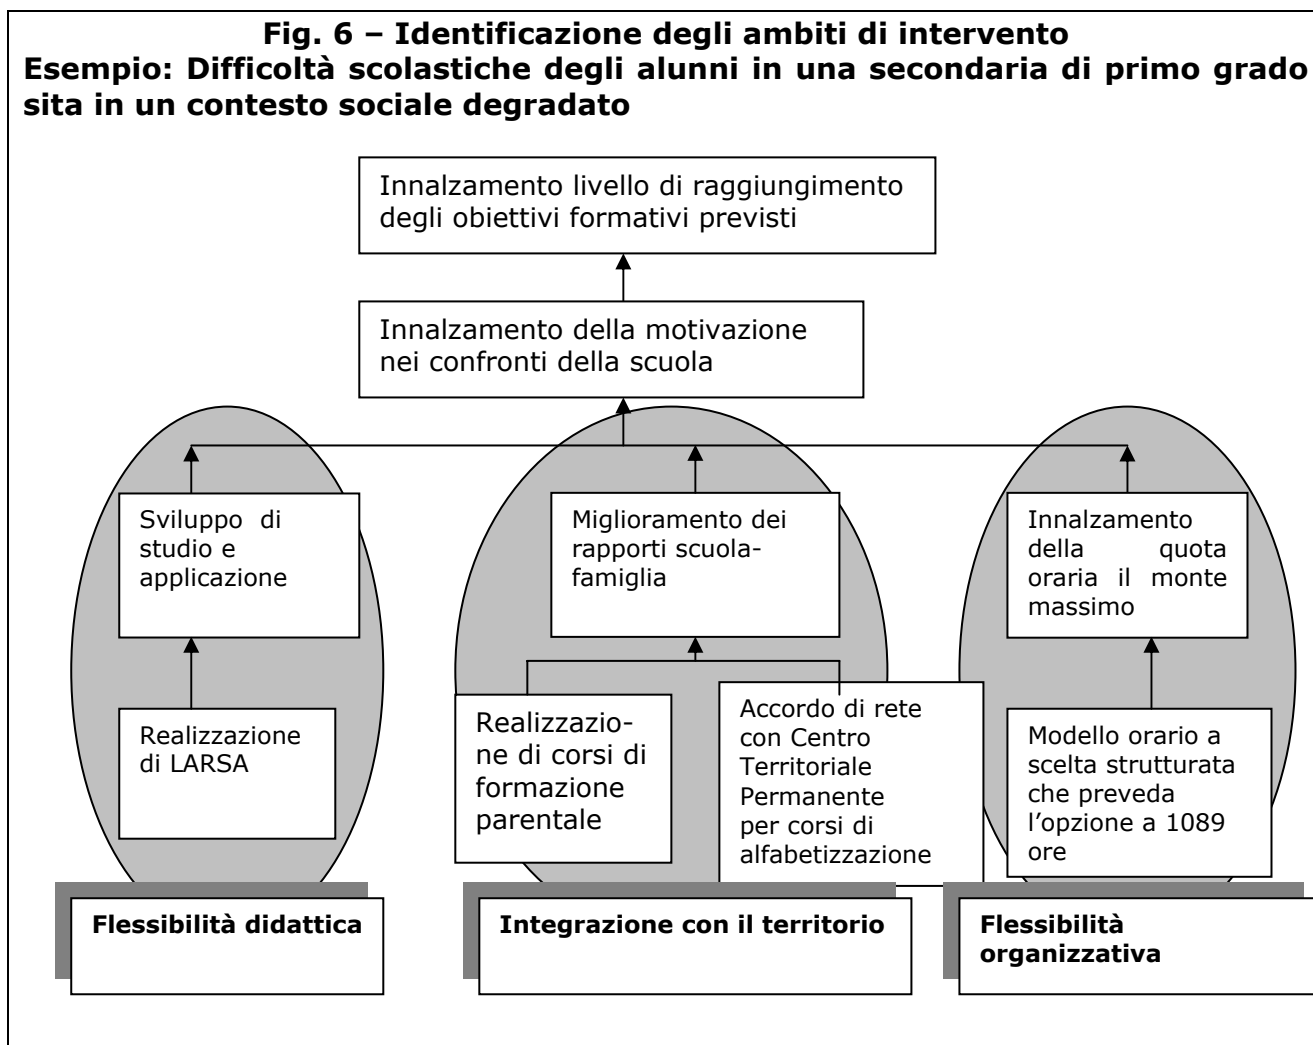 Fig. 6 – Identificazione degli ambiti di intervento
Esempio: Difficoltà scolastiche degli alunni in una secondaria di primo grado
sita in un contesto sociale degradato
Innalzamento livello di raggiungimento
degli obiettivi formativi previsti
Innalzamento della motivazione
nei confronti della scuola
Sviluppo di
studio e
applicazione
Miglioramento dei
rapporti scuola-
famiglia
Innalzamento
della quota
oraria il monte
massimo
Realizzazione
di LARSA
Realizzazio-
ne di corsi di
formazione
parentale
Accordo di rete
con Centro
Territoriale
Permanente
per corsi di
alfabetizzazione
Modello orario a
scelta strutturata
che preveda
l’opzione a 1089
ore
Flessibilità didattica
Integrazione con il territorio
Flessibilità
organizzativa